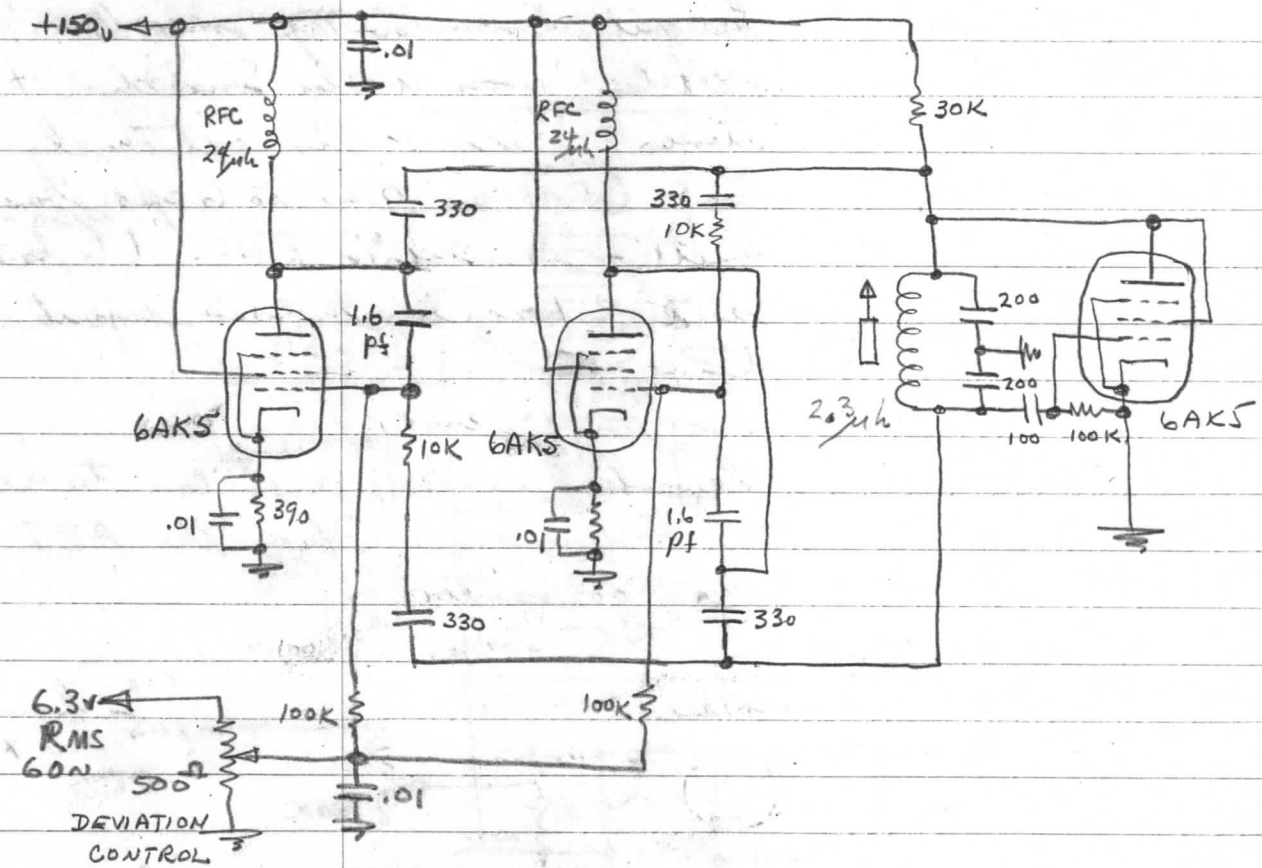 +150v
.01
RFC
24μh
RFC
24μh
30K
330
330
10K
1.6
pf
200
200
2.3μh
100
100K
6AK5
6AK5
10K
6AK5
.01
390
.01
1.6
pf
330
330
6.3v
RMS
60~
500Ω
100K
100K
.01
DEVIATION
CONTROL